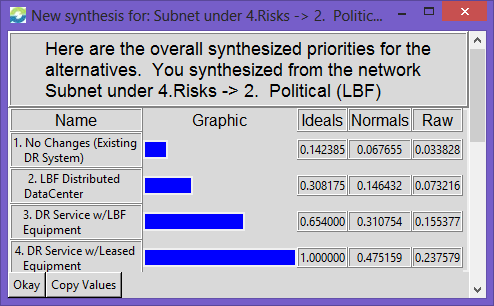 New synthesis for: Subnet under 4.Risks -> 2.  Politic...
Here are the overall synthesized priorities for the
alternatives.  You synthesized from the network
Subnet under 4.Risks -> 2.  Political (LBF)
Name Graphic Ideals Normals Raw
1. No Changes (Existing
DR System) 0.142385 0.067655 0.033828
2. LBF Distributed
DataCenter 0.308175 0.146432 0.073216
3. DR Service w/LBF
Equipment 0.654000 0.310754 0.155377
4. DR Service w/Leased
Equipment 1.000000 0.475159 0.237579
Okay Copy Values